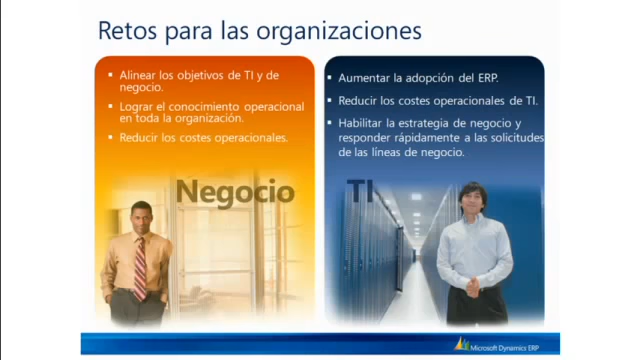 Retos para las organizaciones
Alinear los objetivos de TI y de
negocio.
Lograr el conocimiento operacional
en toda la organización.
Reducir los costes operacionales.
Negocio
Aumentar la adopción del ERP.
Reducir los costes operacionales de TI.
Habilitar la estrategia de negocio y
responder rápidamente a las solicitudes
de las líneas de negocio.
TI
Microsoft Dynamics ERP